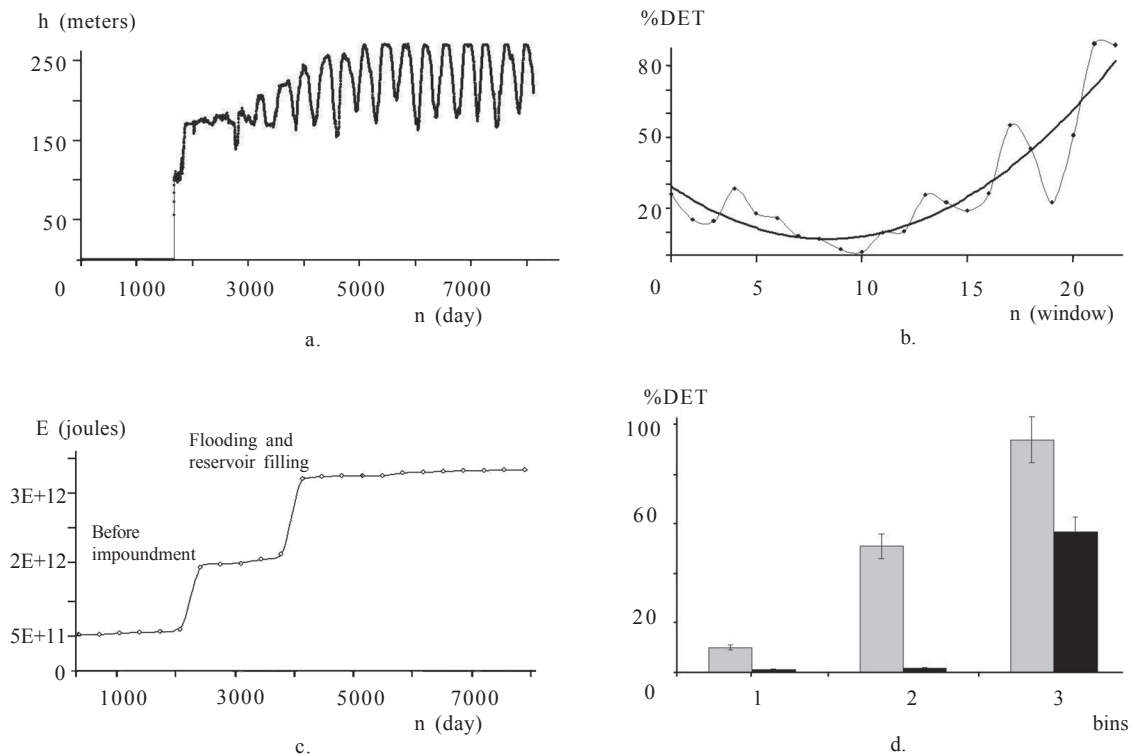 h (meters)
250
150
50
0
1000
3000
5000
7000
n (day)
a.
%DET
80
50
20
0
5
10
15
20
n (window)
b.
E (joules)
Flooding and
reservoir filling
3E+12
Before
impoundment
2E+12
5E+11
0
1000
3000
5000
7000
n (day)
c.
%DET
100
60
20
0
1
2
3
bins
d.